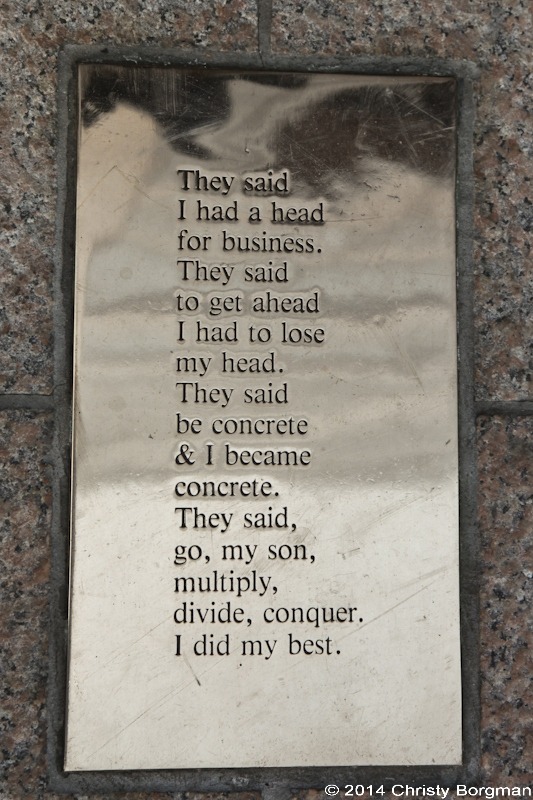 They said
I had a head
for business.
They said
to get ahead
I had to lose
my head.
They said
be concrete
& I became
concrete.
They said,
go, my son,
multiply,
divide, conquer.
I did my best.
© 2014 Christy Borgman